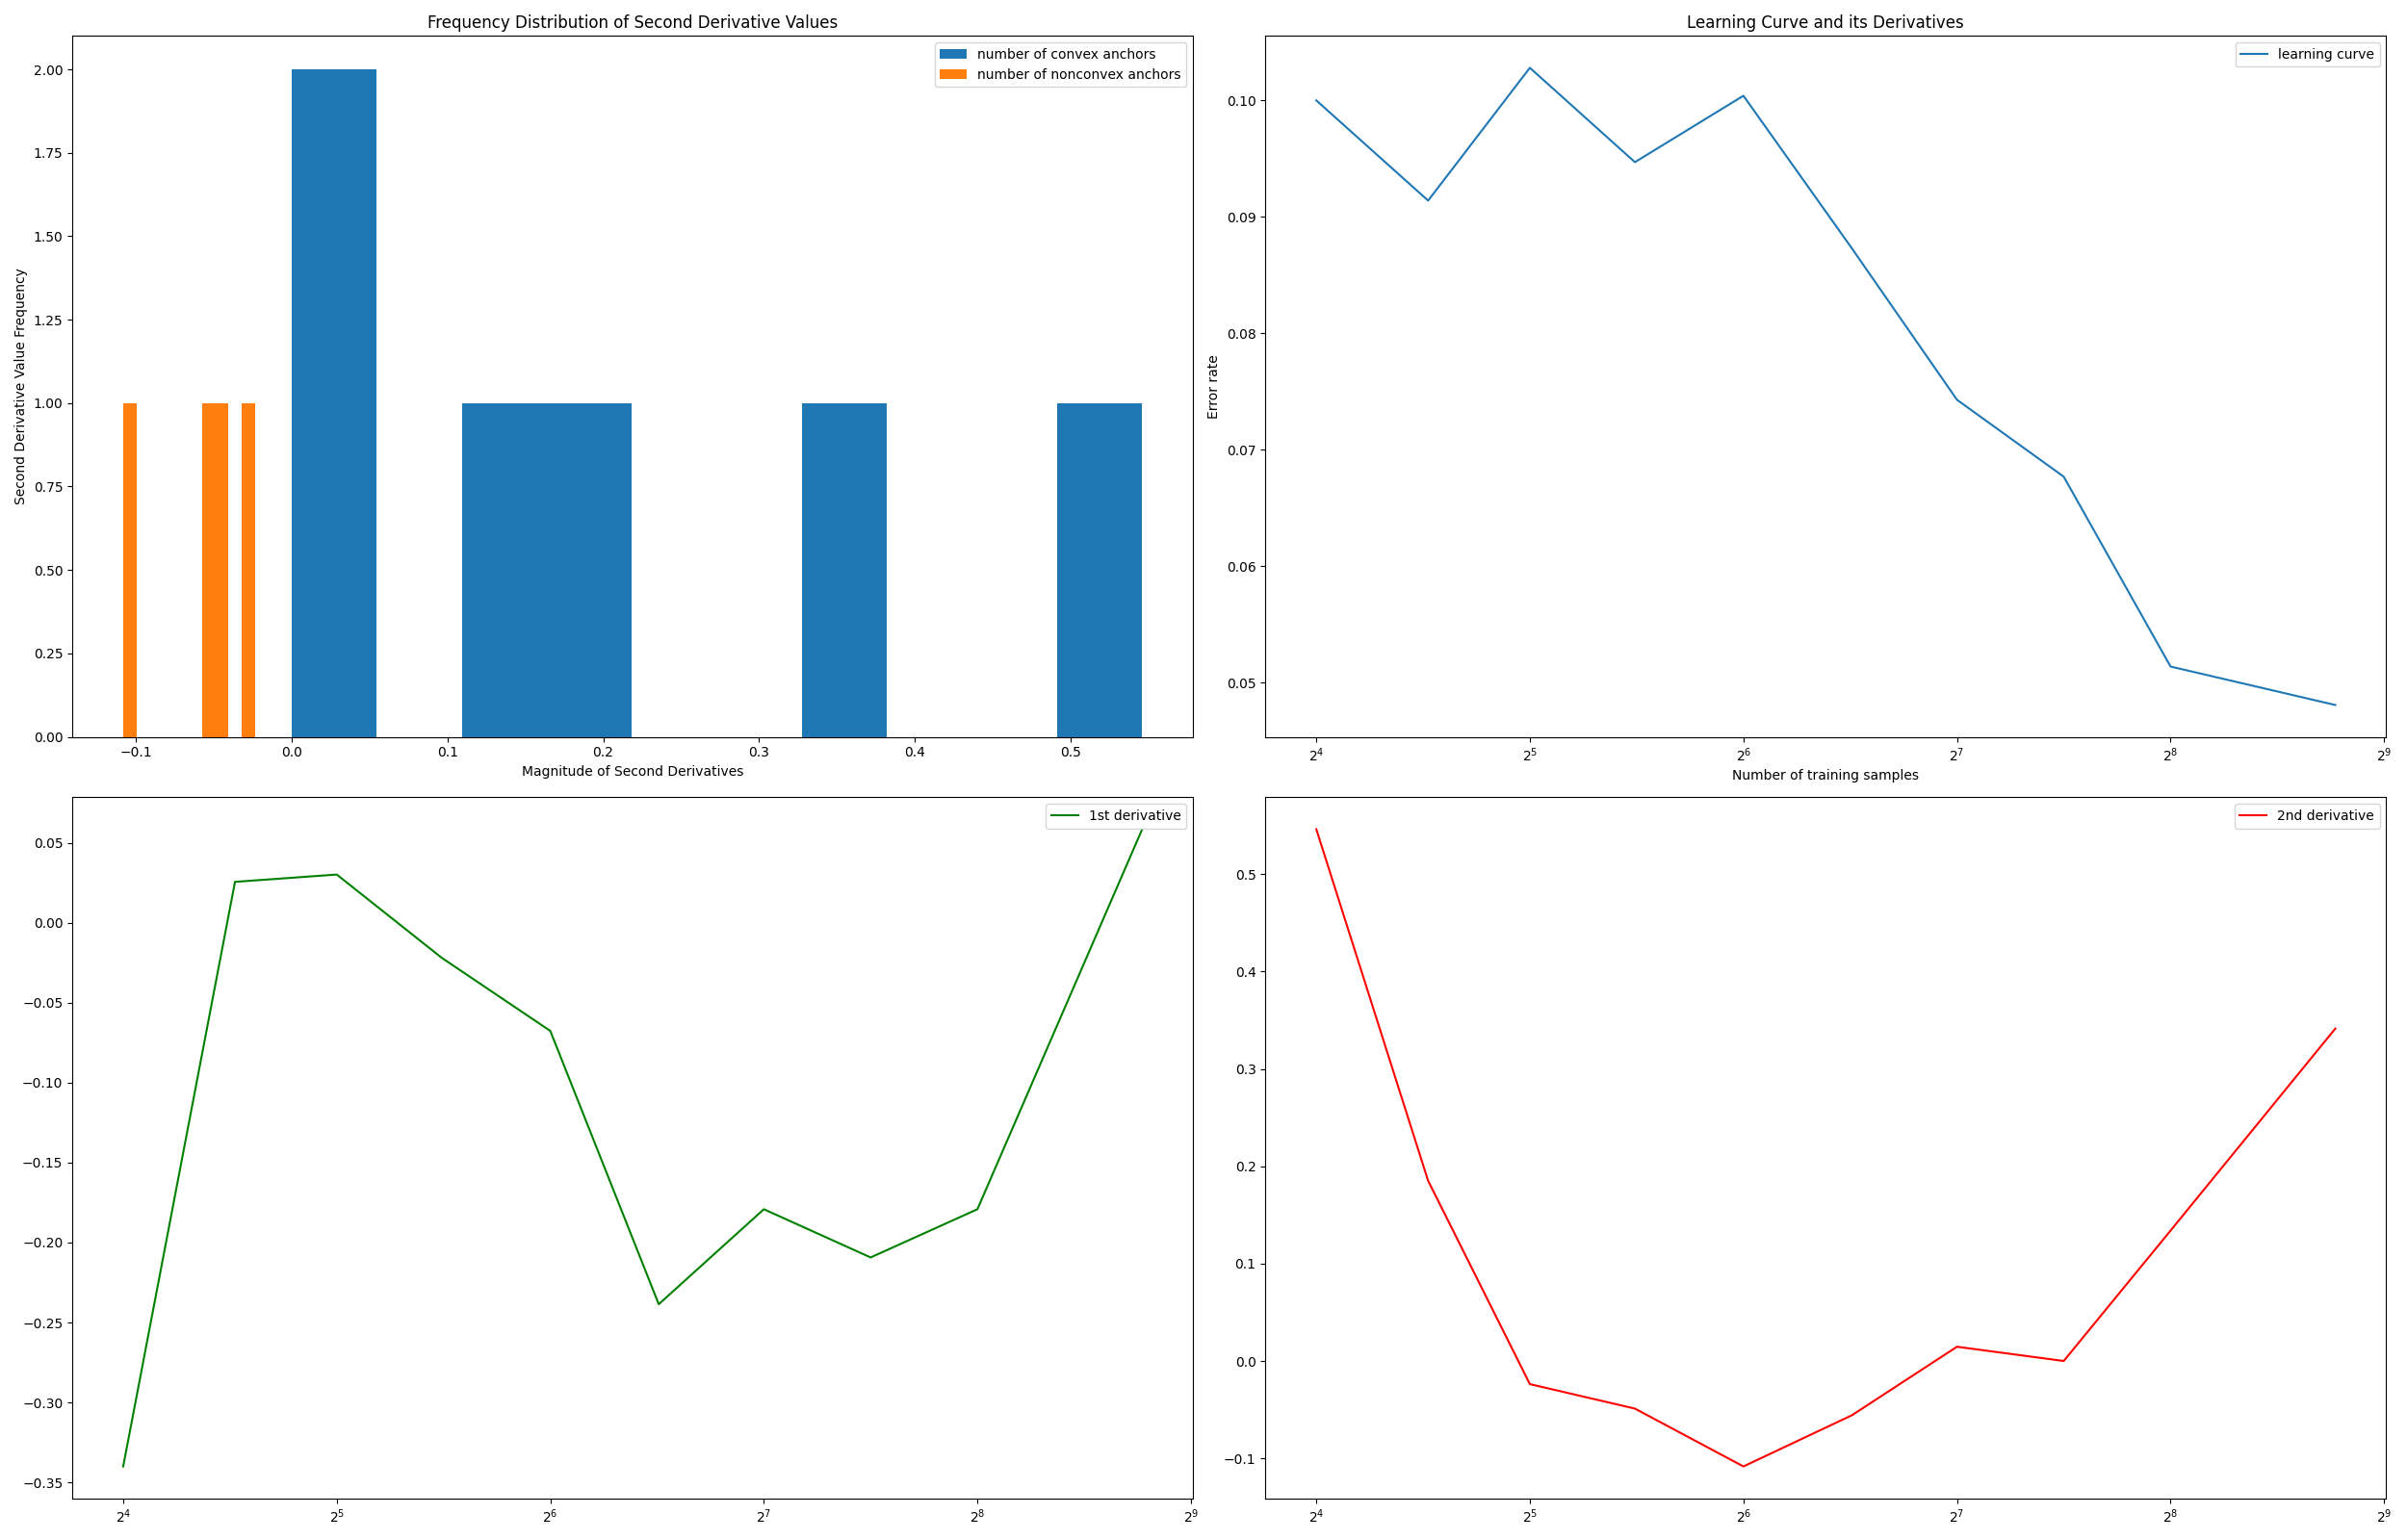 Frequency Distribution of Second Derivative Values
number of convex anchors
number of nonconvex anchors
Second Derivative Value Frequency
2.00
1.75
1.50
1.25
1.00
0.75
0.50
0.25
0.00
−0.1 0.0 0.1 0.2 0.3 0.4 0.5
Magnitude of Second Derivatives
Learning Curve and its Derivatives
learning curve
Error rate
0.10
0.09
0.08
0.07
0.06
0.05
2⁴ 2⁵ 2⁶ 2⁷ 2⁸ 2⁹
Number of training samples
1st derivative
0.05
0.00
−0.05
−0.10
−0.15
−0.20
−0.25
−0.30
−0.35
2⁴ 2⁵ 2⁶ 2⁷ 2⁸ 2⁹
2nd derivative
0.5
0.4
0.3
0.2
0.1
0.0
−0.1
2⁴ 2⁵ 2⁶ 2⁷ 2⁸ 2⁹